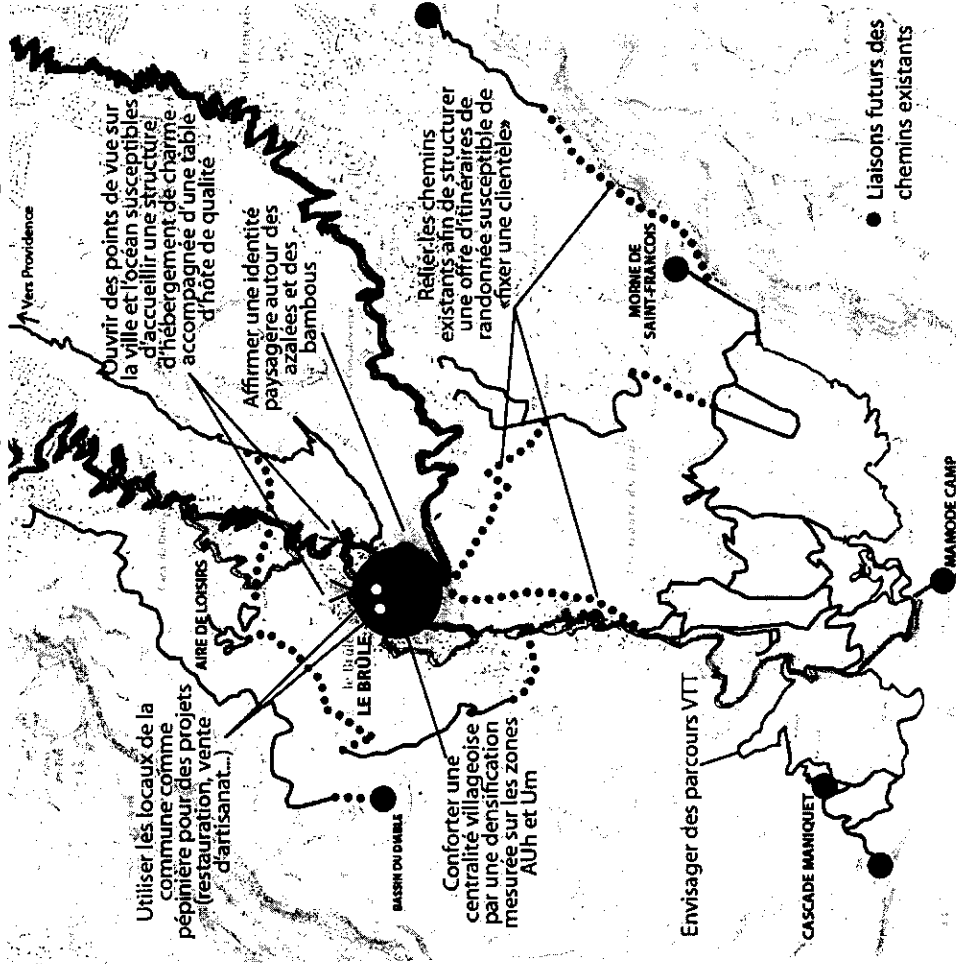 Utiliser les locaux de la
commune comme
pépinière pour des projets
(restauration, vente
d'artisanat...)
Vers Providence
Ouvrir des points de vue sur
la ville et l'océan susceptibles
d'accueillir une structure
d'hébergement de charme
accompagnée d'une table
d'hôte de qualité
Affirmer une identité
paysagère autour des
azalées et des
bambous
AIRE DE LOISIRS
LE BRÛLE
BASSIN DU DIABLE
Conforter une
centralité villageoise
par une densification
mesurée sur les zones
AUh et Um
Relier les chemins
existants afin de structurer
une offre d'itinéraires de
randonnée susceptible de
«fixer une clientèle»
MORNE DE
SAINT-FRANCOIS
Envisager des parcours VTT
CASCADE MANIQUET
MAMODE CAMP
Liaisons futurs des
chemins existants